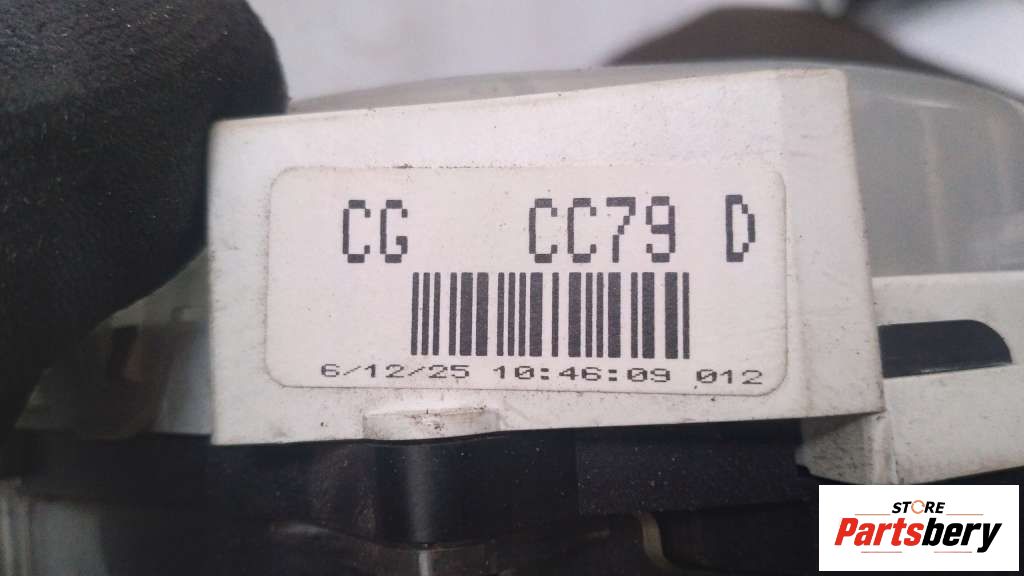 CG CC79 D
6/12/25 10:46:09 012
STORE
Partsbery